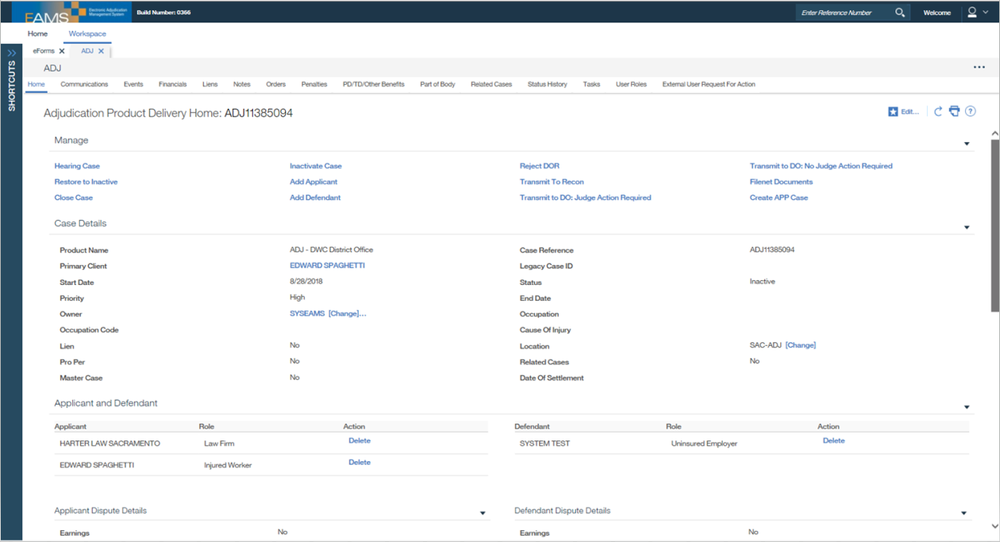 EAMS Electronic Adjudication Management System Build Number: 0366 Enter Reference Number Welcome
Home Workspace
eForms X ADJ X
SHORTCUTS
ADJ
Home Communications Events Financials Liens Notes Orders Penalties PD/TD/Other Benefits Part of Body Related Cases Status History Tasks User Roles External User Request For Action
Adjudication Product Delivery Home: ADJ11385094 Edit...
Manage
Hearing Case Inactivate Case Reject DOR Transmit to DO: No Judge Action Required
Restore to Inactive Add Applicant Transmit To Recon Filenet Documents
Close Case Add Defendant Transmit to DO: Judge Action Required Create APP Case
Case Details
Product Name ADJ - DWC District Office Case Reference ADJ11385094
Primary Client EDWARD SPAGHETTI Legacy Case ID
Start Date 8/28/2018 Status Inactive
Priority High End Date
Owner SYSEAMS [Change]... Occupation
Occupation Code Cause Of Injury
Lien No Location SAC-ADJ [Change]
Pro Per No Related Cases No
Master Case No Date Of Settlement
Applicant and Defendant
Applicant Role Action Defendant Role Action
HARTER LAW SACRAMENTO Law Firm Delete SYSTEM TEST Uninsured Employer Delete
EDWARD SPAGHETTI Injured Worker Delete
Applicant Dispute Details Defendant Dispute Details
Earnings No Earnings No